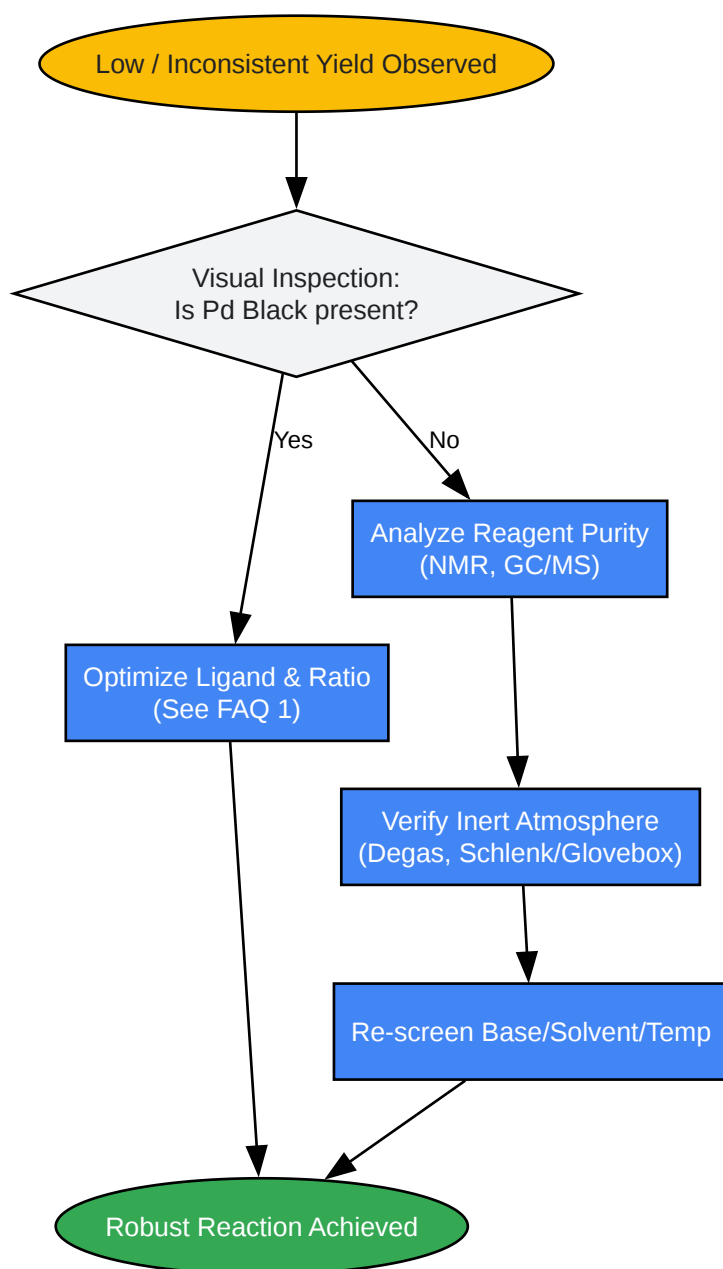 Low / Inconsistent Yield Observed
Visual Inspection:
Is Pd Black present?
Yes
No
Analyze Reagent Purity
(NMR, GC/MS)
Optimize Ligand & Ratio
(See FAQ 1)
Verify Inert Atmosphere
(Degas, Schlenk/Glovebox)
Re-screen Base/Solvent/Temp
Robust Reaction Achieved